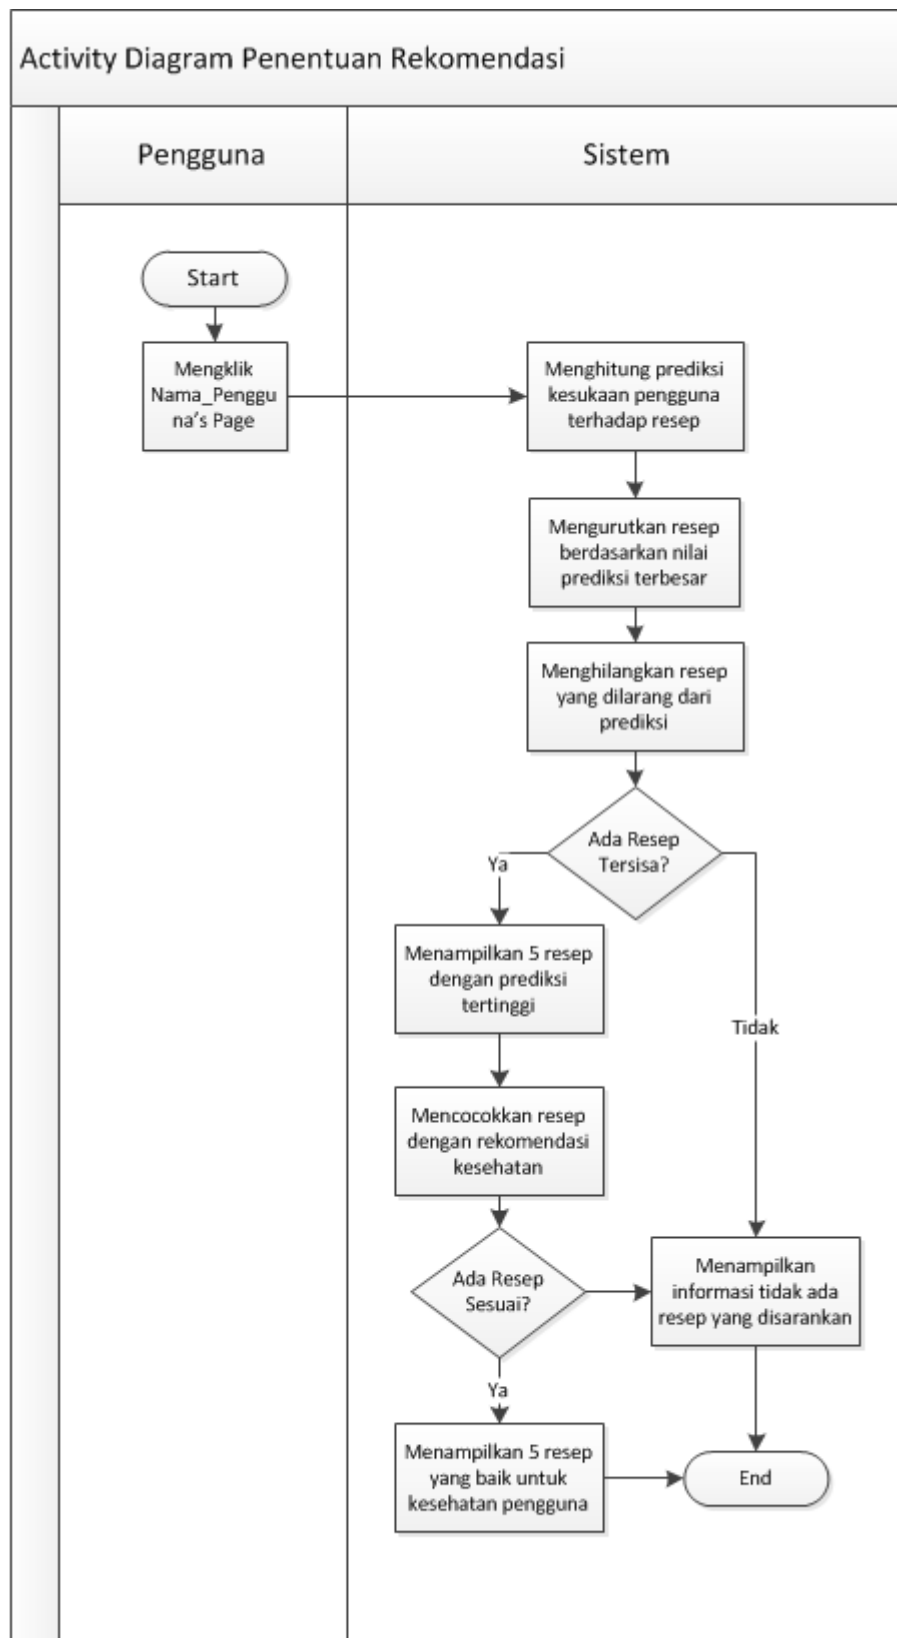 Activity Diagram Penentuan Rekomendasi
Pengguna
Sistem
Start
Mengklik
Nama_Penggu
na's Page
Menghitung prediksi
kesukaan pengguna
terhadap resep
Mengurutkan resep
berdasarkan nilai
prediksi terbesar
Menghilangkan resep
yang dilarang dari
prediksi
Ada Resep
Tersisa?
Ya
Menampilkan 5 resep
dengan prediksi
tertinggi
Tidak
Mencocokkan resep
dengan rekomendasi
kesehatan
Ada Resep
Sesuai?
Menampilkan
informasi tidak ada
resep yang disarankan
Ya
Menampilkan 5 resep
yang baik untuk
kesehatan pengguna
End